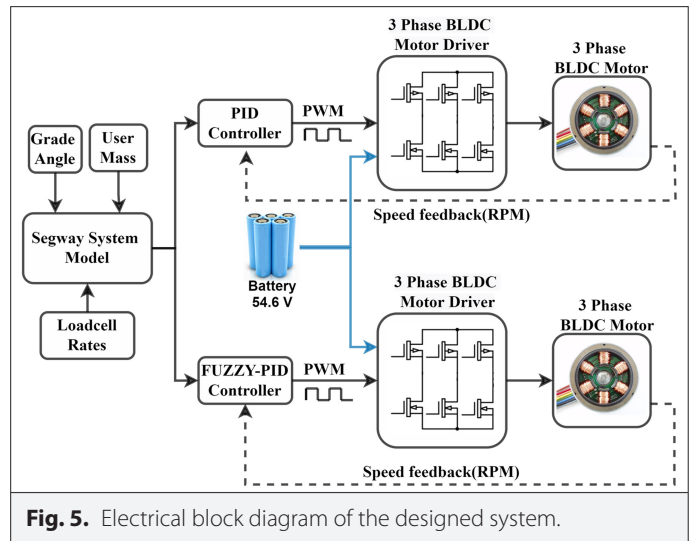 3 Phase BLDC
Motor Driver
3 Phase
BLDC Motor
PID
Controller
PWM
Grade
Angle
User
Mass
Speed feedback(RPM)
Segway System
Model
Battery
54.6 V
3 Phase BLDC
Motor Driver
3 Phase
BLDC Motor
Loadcell
Rates
FUZZY-PID
Controller
PWM
Speed feedback(RPM)
Fig. 5. Electrical block diagram of the designed system.